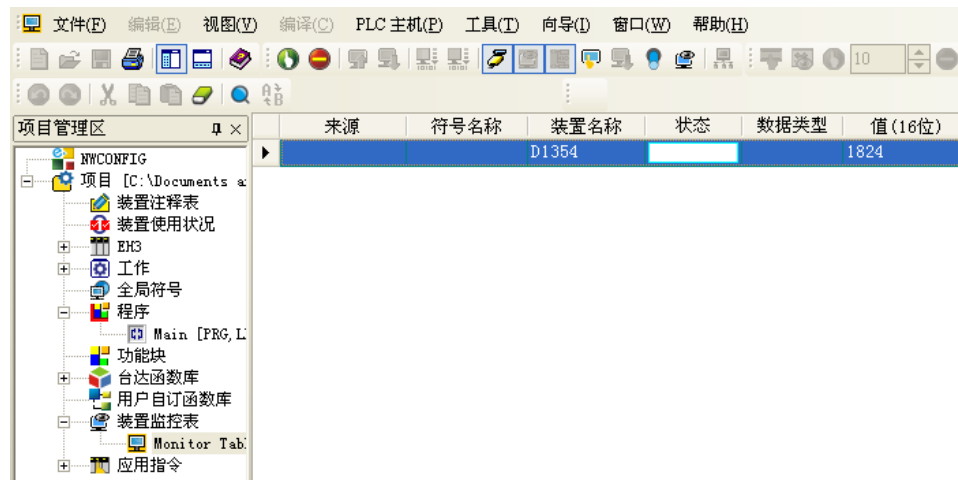 文件(F) 编辑(E) 视图(V) 编译(C) PLC 主机(P) 工具(T) 向导(I) 窗口(W) 帮助(H)
10
项目管理区
来源 符号名称 装置名称 状态 数据类型 值(16位)
D1354 1824
NWCONFIG
项目 [C:\Documents a
装置注释表
装置使用状况
EH3
工作
全局符号
程序
Main [PRG,L
功能块
台达函数库
用户自订函数库
装置监控表
Monitor Tab
应用指令